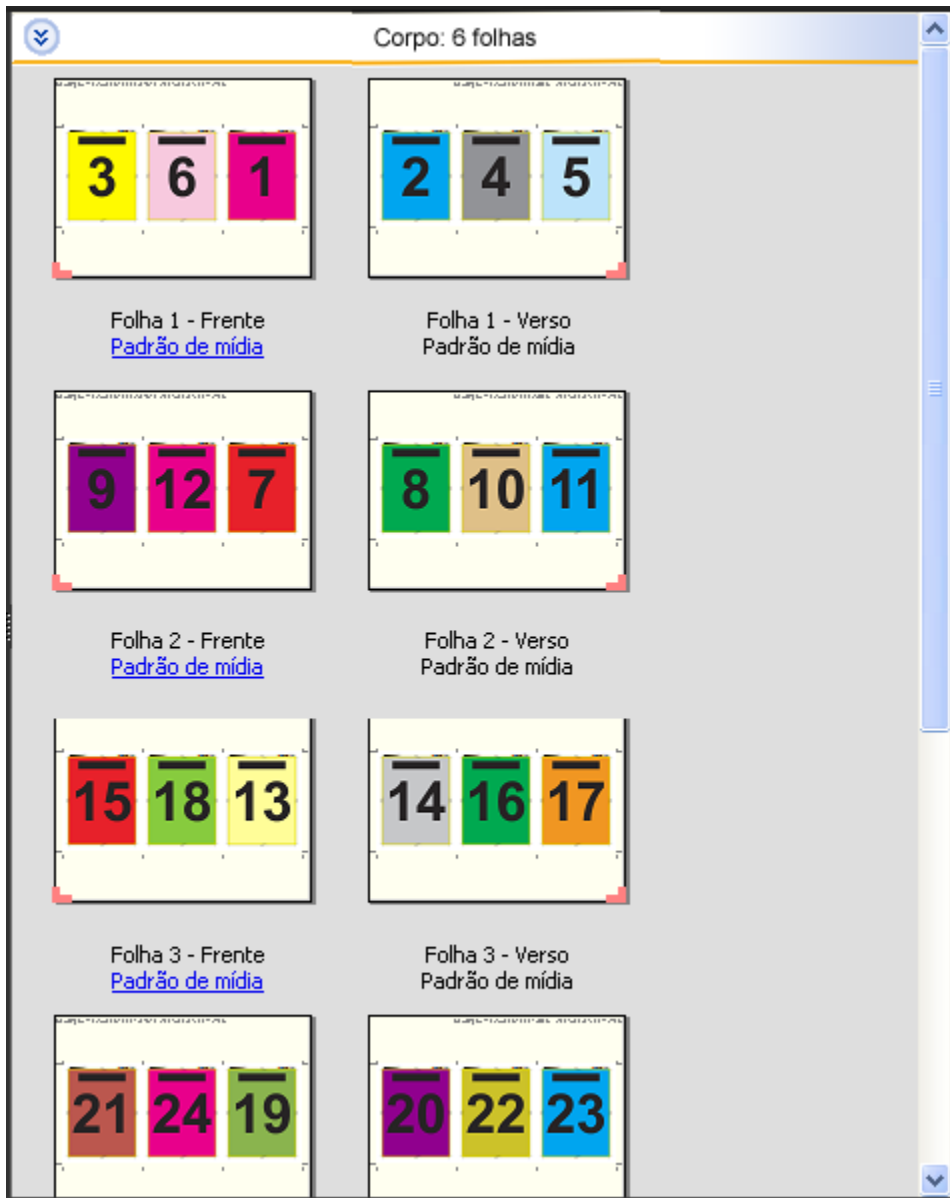 Corpo: 6 folhas
3 6 1 2 4 5
Folha 1 - Frente Folha 1 - Verso
Padrão de mídia Padrão de mídia
9 12 7 8 10 11
Folha 2 - Frente Folha 2 - Verso
Padrão de mídia Padrão de mídia
15 18 13 14 16 17
Folha 3 - Frente Folha 3 - Verso
Padrão de mídia Padrão de mídia
21 24 19 20 22 23